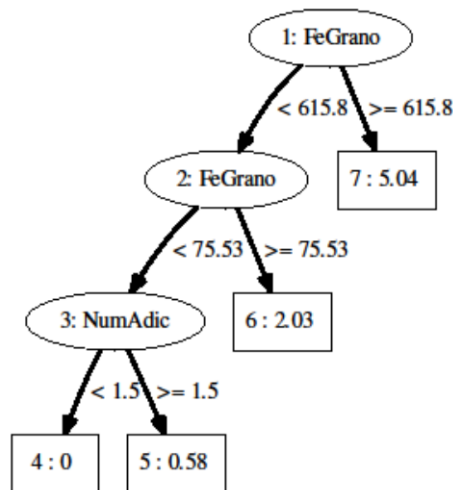 1: FeGrano
< 615.8 >= 615.8
2: FeGrano 7 : 5.04
< 75.53 >= 75.53
3: NumAdic 6 : 2.03
< 1.5 >= 1.5
4 : 0 5 : 0.58